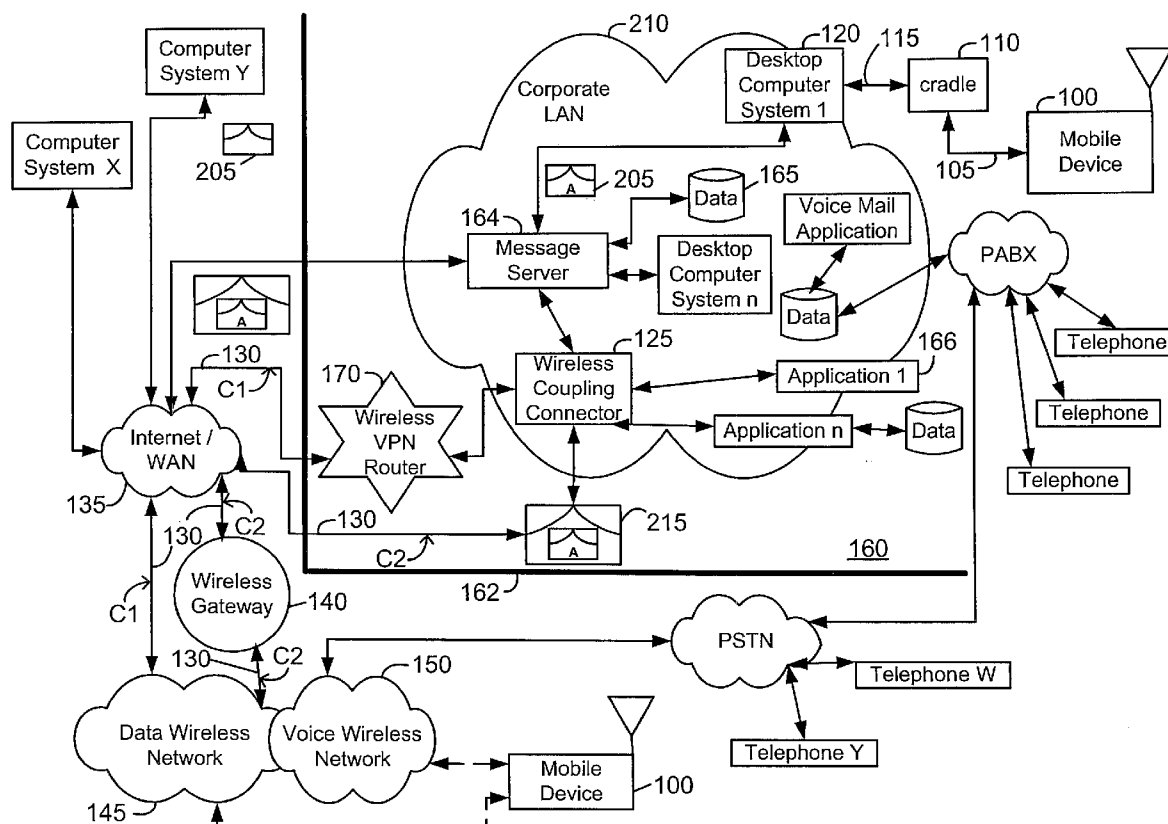 Computer
System Y
210
120
Desktop
Computer
System 1
115
110
cradle
100
Mobile
Device
105
Corporate
LAN
Computer
System X
205
A
205
Data
165
164
Message
Server
Voice Mail
Application
Desktop
Computer
System n
Data
PABX
A
130
C1
170
Wireless
VPN
Router
125
Wireless
Coupling
Connector
Application 1
166
Application n
Data
Telephone
Telephone
Telephone
Internet /
WAN
135
130
C2
130
C2
A
215
160
162
C1
Wireless
Gateway
140
130
C2
150
PSTN
Telephone W
Telephone Y
Data Wireless
Network
Voice Wireless
Network
145
Mobile
Device
100